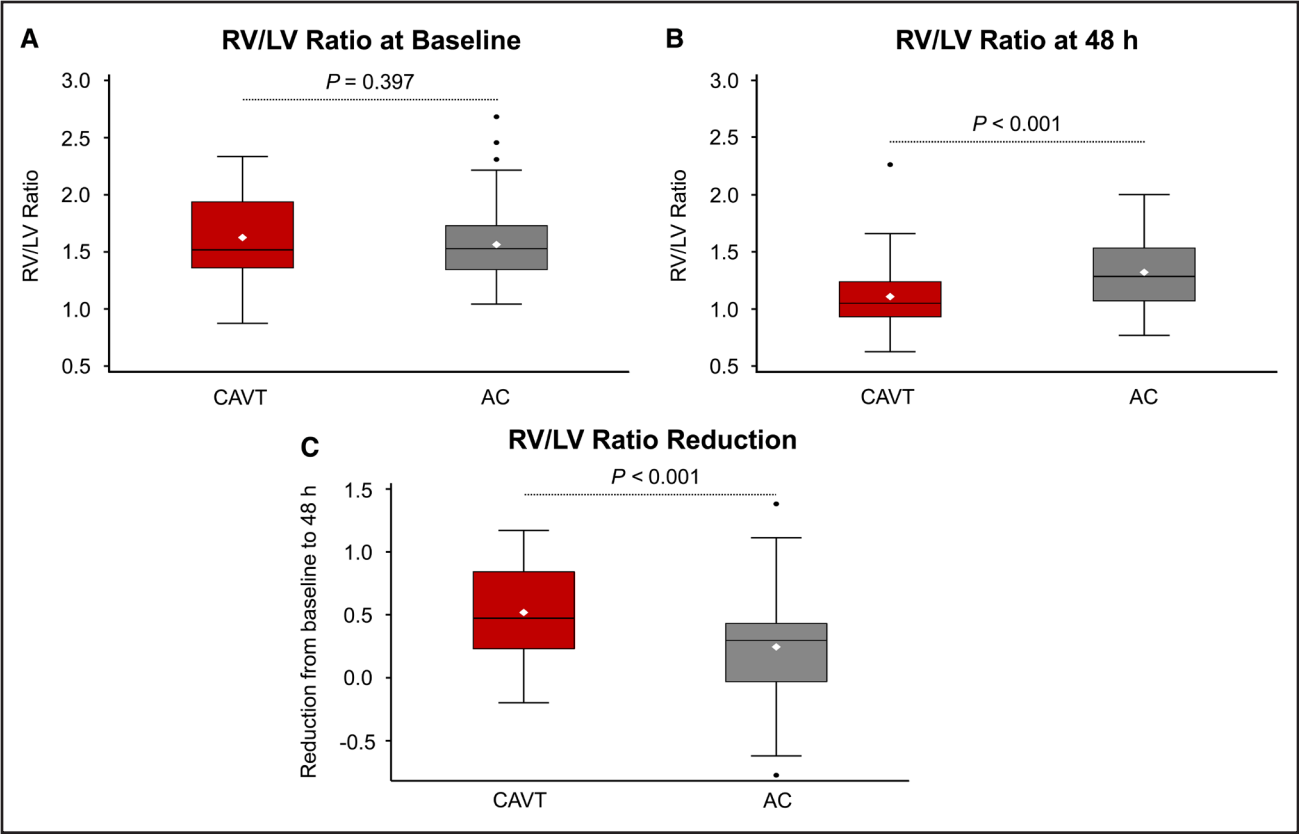 A
RV/LV Ratio at Baseline
P = 0.397
3.0
2.5
2.0
1.5
1.0
0.5
RV/LV Ratio
CAVT
AC
B
RV/LV Ratio at 48 h
P < 0.001
3.0
2.5
2.0
1.5
1.0
0.5
RV/LV Ratio
CAVT
AC
C
RV/LV Ratio Reduction
P < 0.001
1.5
1.0
0.5
0.0
-0.5
Reduction from baseline to 48 h
CAVT
AC